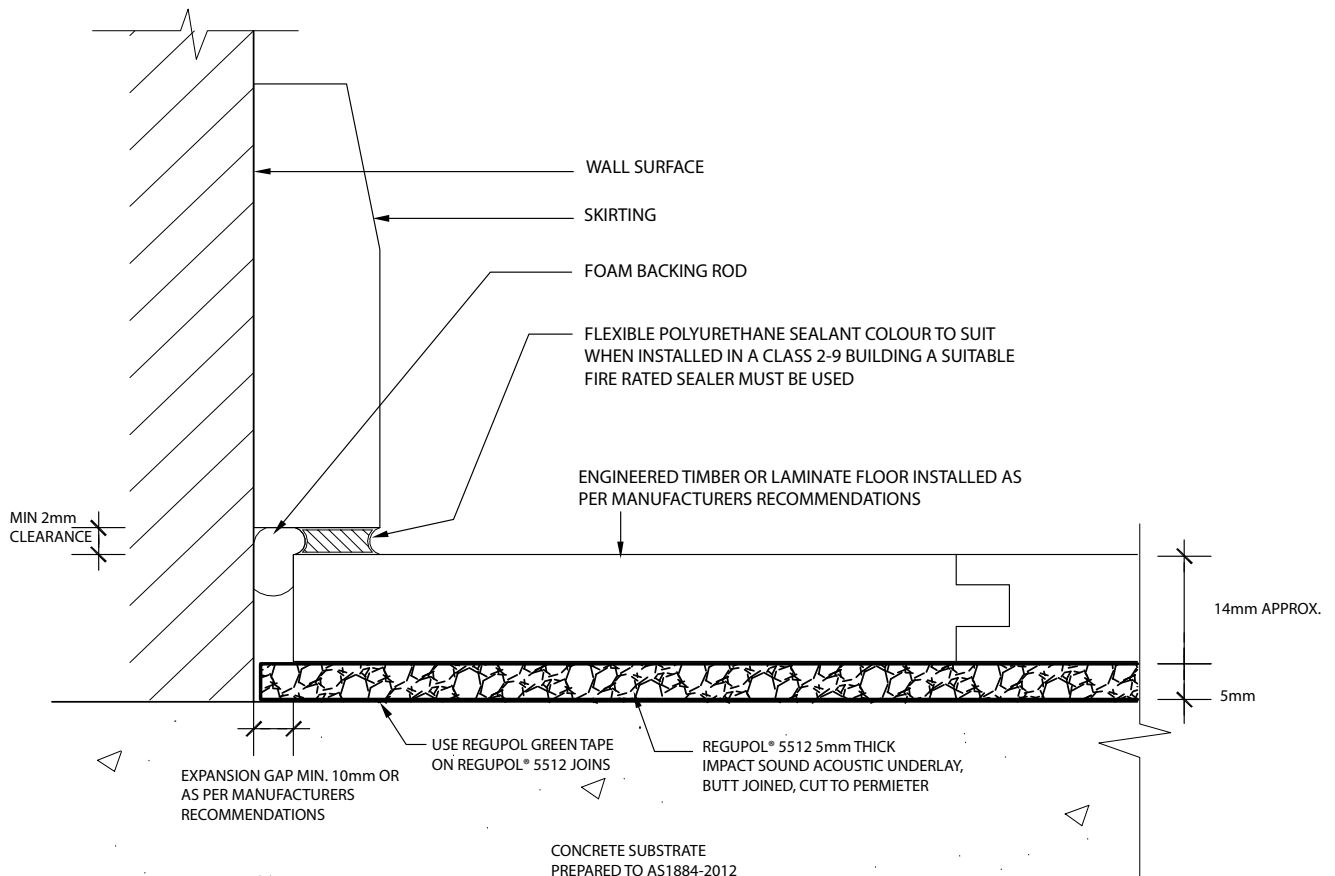 WALL SURFACE
SKIRTING
FOAM BACKING ROD
FLEXIBLE POLYURETHANE SEALANT COLOUR TO SUIT
WHEN INSTALLED IN A CLASS 2-9 BUILDING A SUITABLE
FIRE RATED SEALER MUST BE USED
ENGINEERED TIMBER OR LAMINATE FLOOR INSTALLED AS
PER MANUFACTURERS RECOMMENDATIONS
MIN 2mm
CLEARANCE
14mm APPROX.
5mm
USE REGUPOL GREEN TAPE
ON REGUPOL® 5512 JOINS
REGUPOL® 5512 5mm THICK
IMPACT SOUND ACOUSTIC UNDERLAY,
BUTT JOINED, CUT TO PERMIETER
EXPANSION GAP MIN. 10mm OR
AS PER MANUFACTURERS
RECOMMENDATIONS
CONCRETE SUBSTRATE
PREPARED TO AS1884-2012